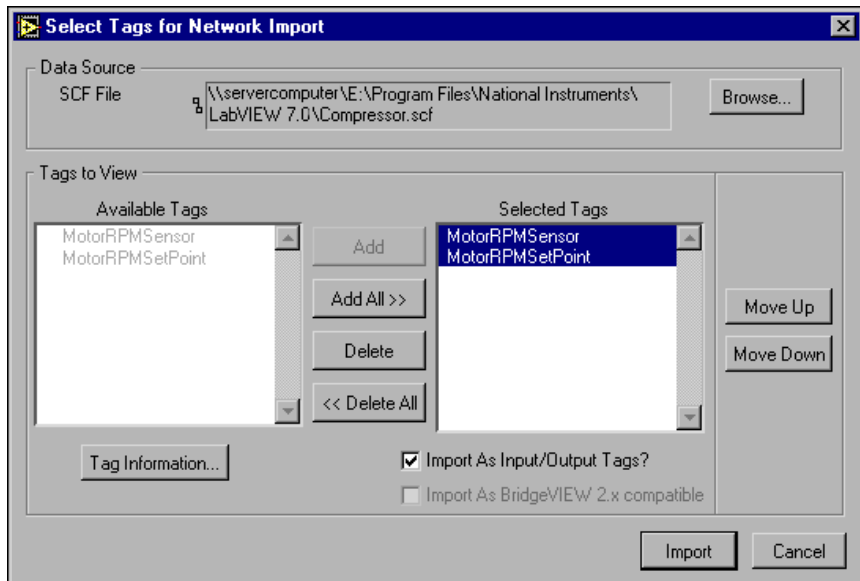 Select Tags for Network Import
Data Source
SCF File
\\servercomputer\E:\Program Files\National Instruments\
LabVIEW 7.0\Compressor.scf
Browse...
Tags to View
Available Tags
MotorRPMSensor
MotorRPMSetPoint
Add
Add All >>
Delete
<< Delete All
Selected Tags
MotorRPMSensor
MotorRPMSetPoint
Move Up
Move Down
Tag Information...
Import As Input/Output Tags?
Import As BridgeVIEW 2.x compatible
Import
Cancel